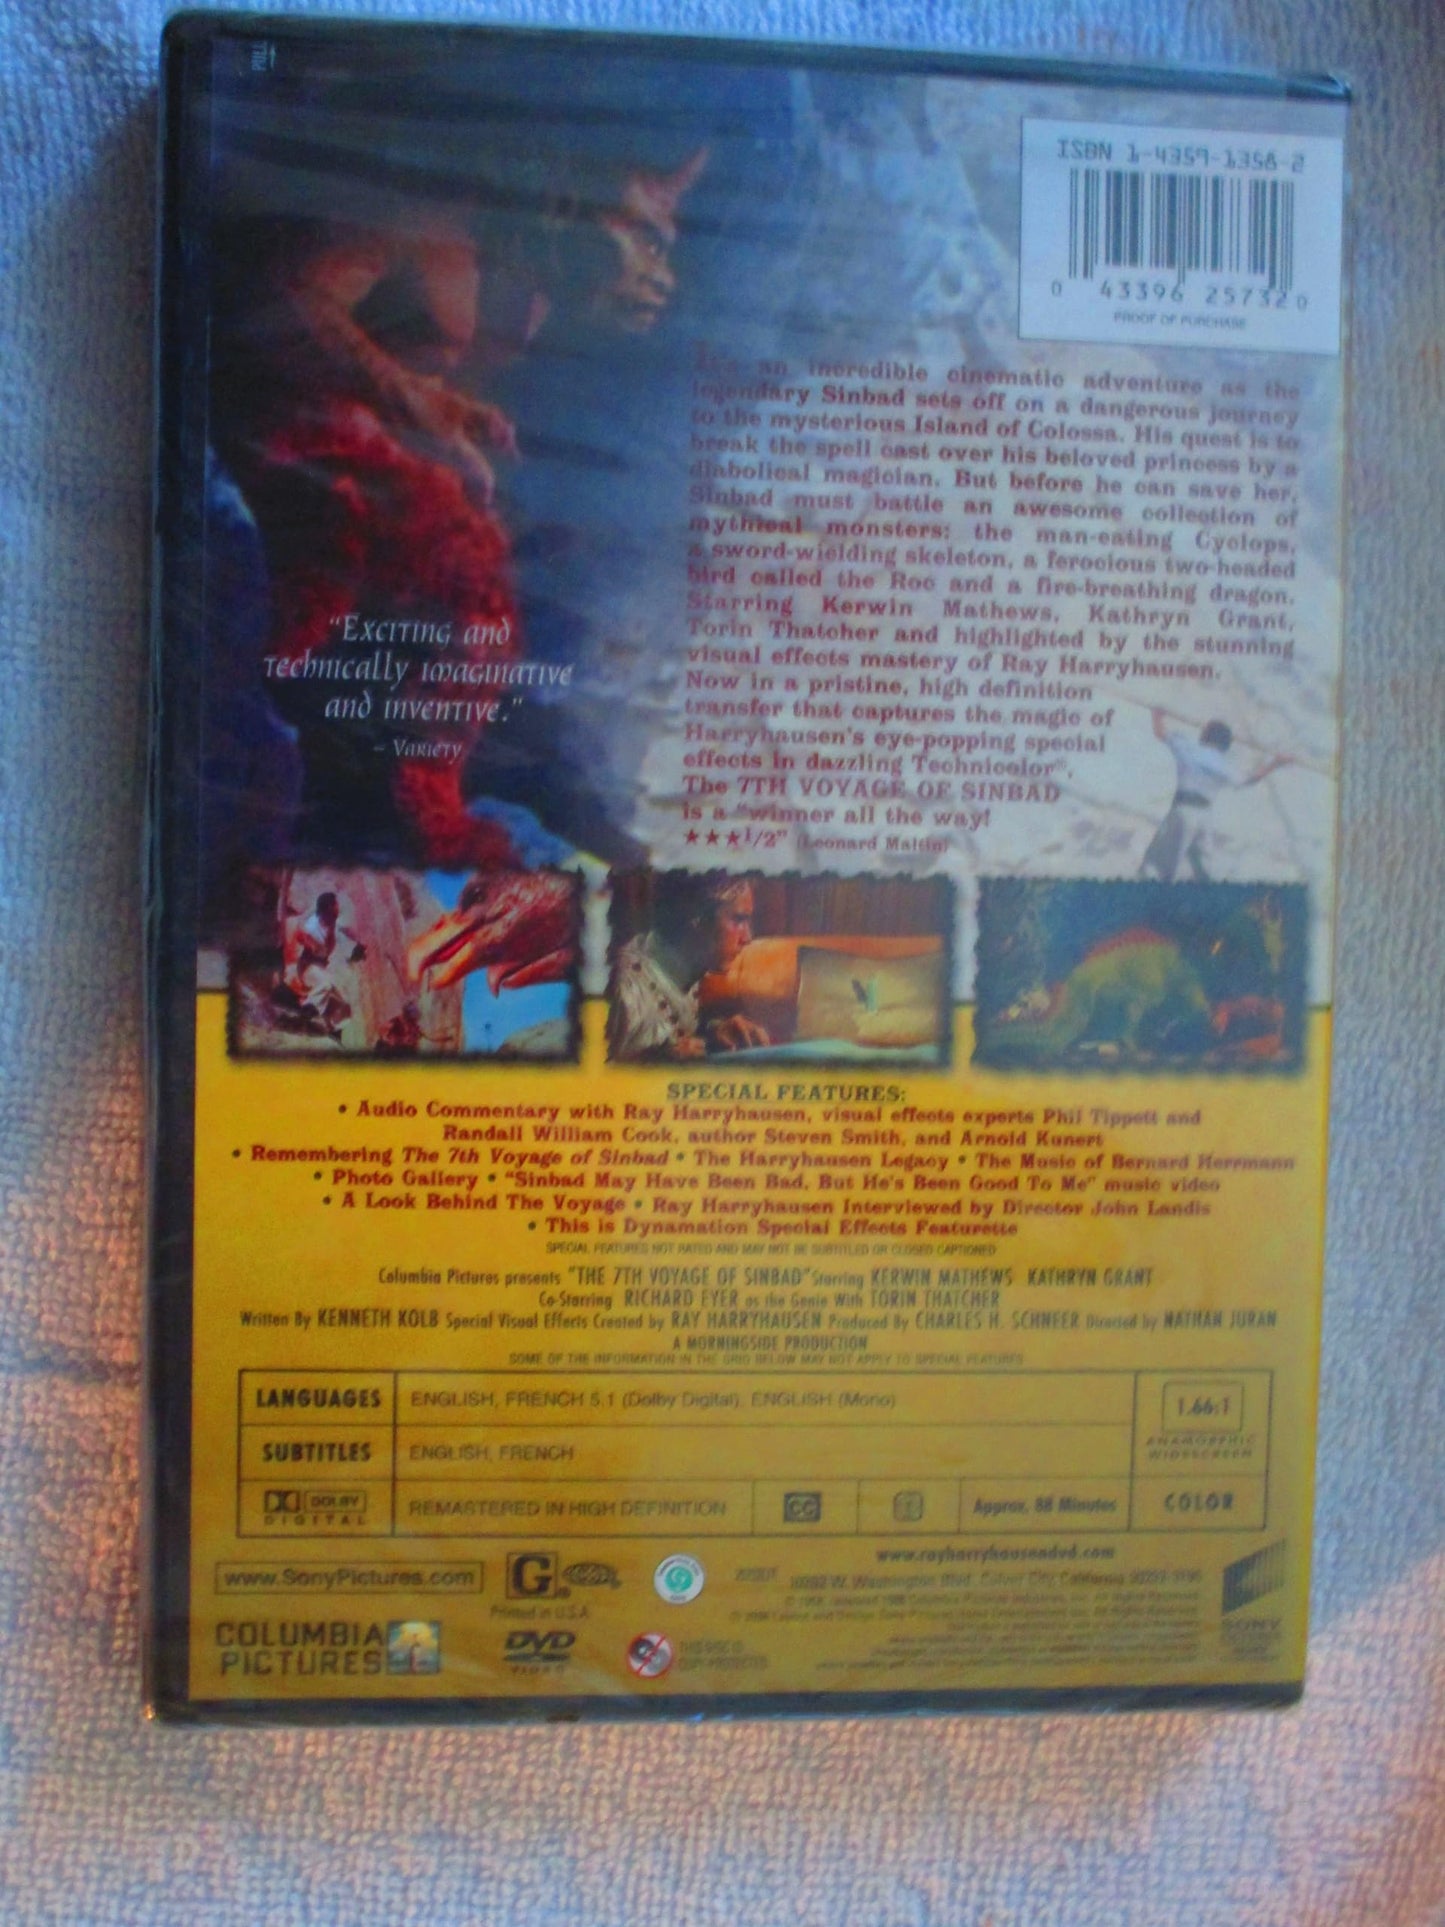 PULL
ISBN 1-4359-1358-2
0 43396 25732 0
PROOF OF PURCHASE
an incredible cinematic adventure as the
legendary Sinbad sets off on a dangerous journey
to the mysterious Island of Colossa. His quest is to
break the spell cast over his beloved princess by a
diabolical magician. But before he can save her,
Sinbad must battle an awesome collection of
mythical monsters: the man-eating Cyclops,
a sword-wielding skeleton, a ferocious two-headed
bird called the Roc and a fire-breathing dragon.
Starring Kerwin Mathews, Kathryn Grant,
Torin Thatcher and highlighted by the stunning
visual effects mastery of Ray Harryhausen.
Now in a pristine, high definition
transfer that captures the magic of
Harryhausen's eye-popping special
effects in dazzling Technicolor®,
The 7TH VOYAGE OF SINBAD
is a "winner all the way!
★★★1/2" (Leonard Maltin)
"Exciting and
technically imaginative
and inventive."
– Variety
SPECIAL FEATURES:
• Audio Commentary with Ray Harryhausen, visual effects experts Phil Tippett and
Randall William Cook, author Steven Smith, and Arnold Kunert
• Remembering The 7th Voyage of Sinbad • The Harryhausen Legacy • The Music of Bernard Herrmann
• Photo Gallery • "Sinbad May Have Been Bad, But He's Been Good To Me" music video
• A Look Behind The Voyage • Ray Harryhausen Interviewed by Director John Landis
• This is Dynamation Special Effects Featurette
SPECIAL FEATURES NOT RATED AND MAY NOT BE SUBTITLED OR CLOSED CAPTIONED
Columbia Pictures presents "THE 7TH VOYAGE OF SINBAD" Starring KERWIN MATHEWS KATHRYN GRANT
Co-Starring RICHARD EYER as the Genie With TORIN THATCHER
Written By KENNETH KOLB Special Visual Effects Created by RAY HARRYHAUSEN Produced By CHARLES H. SCHNEER Directed by NATHAN JURAN
A MORNINGSIDE PRODUCTION
SOME OF THE INFORMATION IN THE GRID BELOW MAY NOT APPLY TO SPECIAL FEATURES
LANGUAGES ENGLISH, FRENCH 5.1 (Dolby Digital), ENGLISH (Mono)
1.66:1
ANAMORPHIC
WIDESCREEN
SUBTITLES ENGLISH, FRENCH
DOLBY
DIGITAL
REMASTERED IN HIGH DEFINITION CC 1 Approx. 88 Minutes COLOR
www.rayharryhausendvd.com
www.SonyPictures.com G®
10202 W. Washington Blvd. Culver City, California 90232-3195
Printed in U.S.A.
COLUMBIA
PICTURES
DVD
VIDEO
THIS DISC IS
COPY PROTECTED
SONY